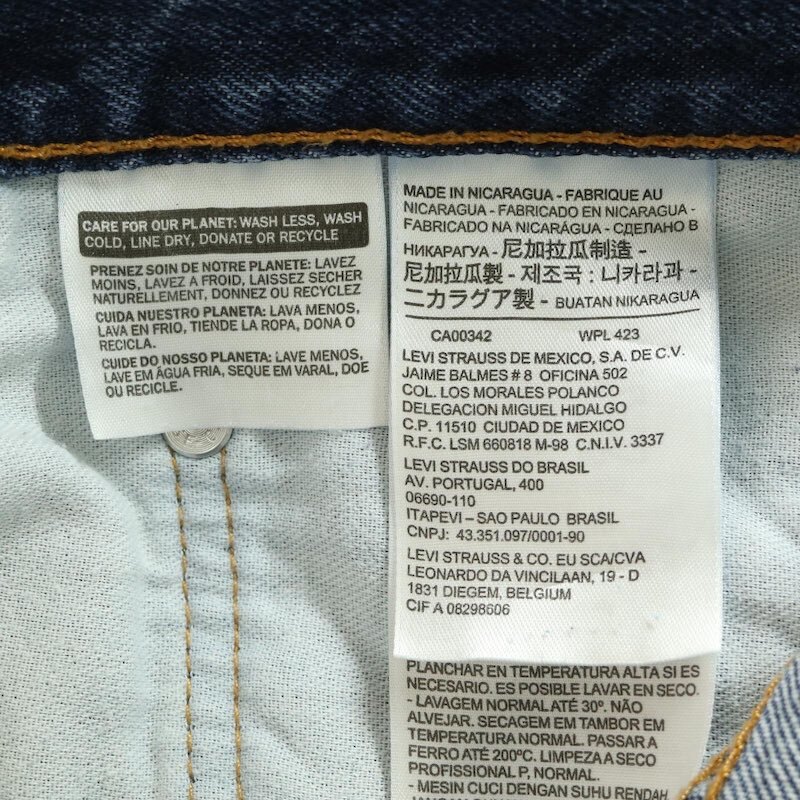 CARE FOR OUR PLANET: WASH LESS, WASH
COLD, LINE DRY, DONATE OR RECYCLE
PRENEZ SOIN DE NOTRE PLANETE: LAVEZ
MOINS, LAVEZ A FROID, LAISSEZ SECHER
NATURELLEMENT, DONNEZ OU RECYCLEZ
CUIDA NUESTRO PLANETA: LAVA MENOS,
LAVA EN FRIO, TIENDE LA ROPA, DONA O
RECICLA.
CUIDE DO NOSSO PLANETA: LAVE MENOS,
LAVE EM ÁGUA FRIA, SEQUE EM VARAL, DOE
OU RECICLE.
MADE IN NICARAGUA - FABRIQUE AU
NICARAGUA - FABRICADO EN NICARAGUA -
FABRICADO NA NICARÁGUA - СДЕЛАНО В
НИКАРАГУА - 尼加拉瓜制造 -
尼加拉瓜製 - 제조국 : 니카라과 -
ニカラグア製 - BUATAN NIKARAGUA
CA00342 WPL 423
LEVI STRAUSS DE MEXICO, S.A. DE C.V.
JAIME BALMES # 8 OFICINA 502
COL. LOS MORALES POLANCO
DELEGACION MIGUEL HIDALGO
C.P. 11510 CIUDAD DE MEXICO
R.F.C. LSM 660818 M-98 C.N.I.V. 3337
LEVI STRAUSS DO BRASIL
AV. PORTUGAL, 400
06690-110
ITAPEVI – SAO PAULO BRASIL
CNPJ: 43.351.097/0001-90
LEVI STRAUSS & CO. EU SCA/CVA
LEONARDO DA VINCILAAN, 19 - D
1831 DIEGEM, BELGIUM
CIF A 08298606
PLANCHAR EN TEMPERATURA ALTA SI ES
NECESARIO. ES POSIBLE LAVAR EN SECO.
- LAVAGEM NORMAL ATÉ 30º. NÃO
ALVEJAR. SECAGEM EM TAMBOR EM
TEMPERATURA NORMAL. PASSAR A
FERRO ATÉ 200ºC. LIMPEZA A SECO
PROFISSIONAL P, NORMAL.
- MESIN CUCI DENGAN SUHU RENDAH